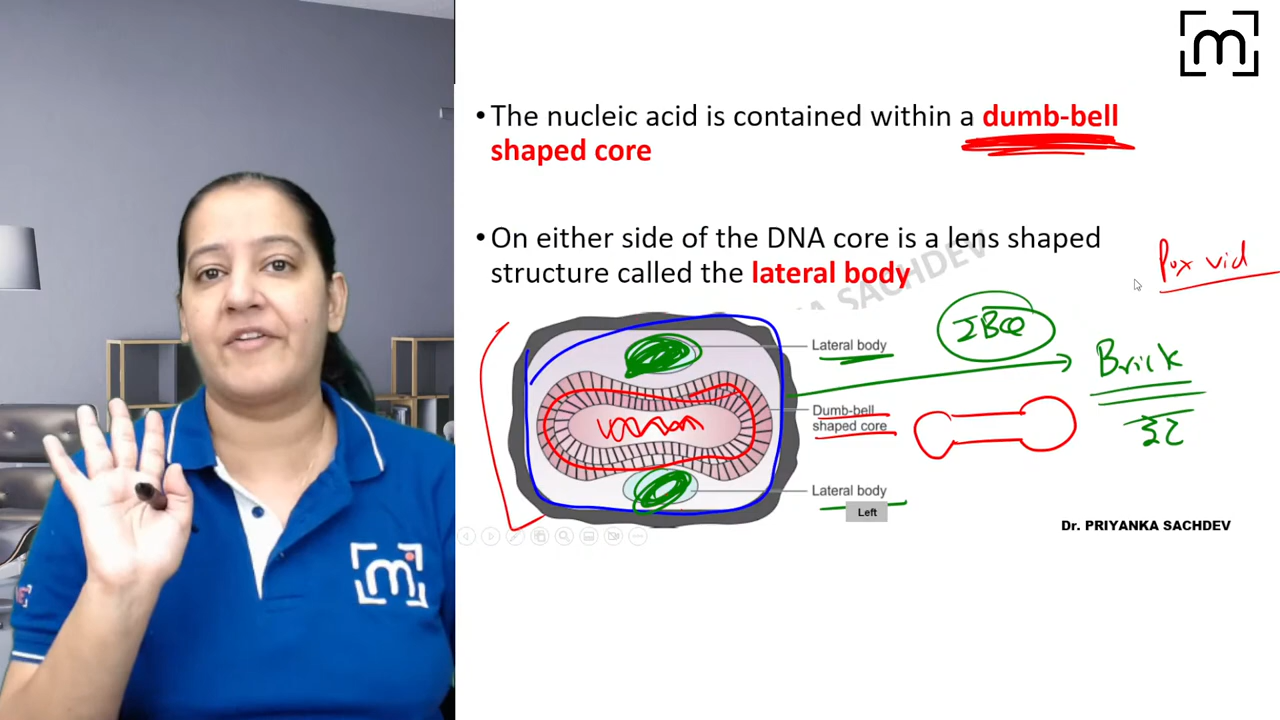 m
• The nucleic acid is contained within a dumb-bell
shaped core
• On either side of the DNA core is a lens shaped
structure called the lateral body
A SACHDEV
Pox vid
IBCQ
Lateral body
Brick
Dumb-bell
shaped core
Lateral body
Left
Dr. PRIYANKA SACHDEV
m